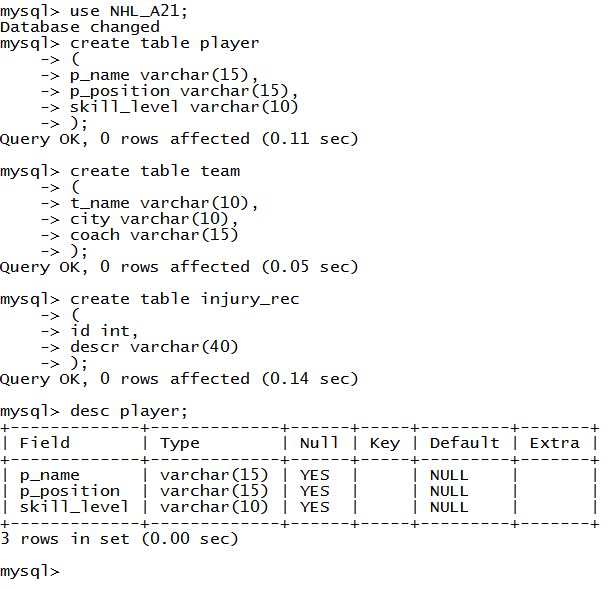 mysql> use NHL_A21;
Database changed
mysql> create table player
    -> (
    -> p_name varchar(15),
    -> p_position varchar(15),
    -> skill_level varchar(10)
    -> );
Query OK, 0 rows affected (0.11 sec)

mysql> create table team
    -> (
    -> t_name varchar(10),
    -> city varchar(10),
    -> coach varchar(15)
    -> );
Query OK, 0 rows affected (0.05 sec)

mysql> create table injury_rec
    -> (
    -> id int,
    -> descr varchar(40)
    -> );
Query OK, 0 rows affected (0.14 sec)

mysql> desc player;
+-------------+-------------+------+-----+---------+-------+
| Field       | Type        | Null | Key | Default | Extra |
+-------------+-------------+------+-----+---------+-------+
| p_name      | varchar(15) | YES  |     | NULL    |       |
| p_position  | varchar(15) | YES  |     | NULL    |       |
| skill_level | varchar(10) | YES  |     | NULL    |       |
+-------------+-------------+------+-----+---------+-------+
3 rows in set (0.00 sec)

mysql>